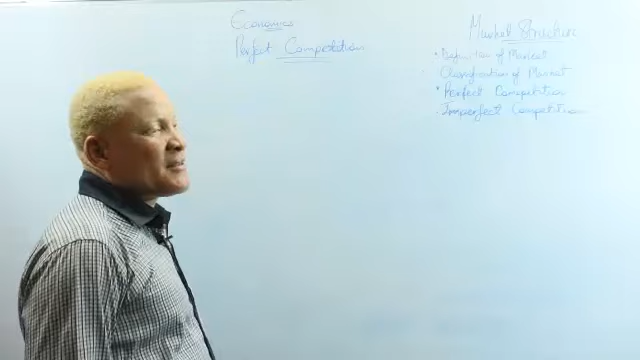 Economics
Perfect Competition
Market Structure
• Definition of Market
• Classification of Market
• Perfect Competition
• Imperfect Competition